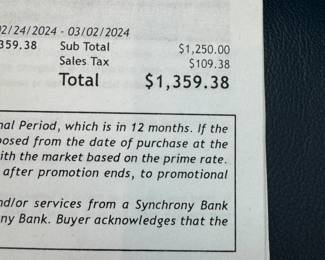 02/24/2024 - 03/02/2024
359.38 Sub Total $1,250.00
Sales Tax $109.38
Total $1,359.38
nal Period, which is in 12 months. If the
posed from the date of purchase at the
ith the market based on the prime rate.
after promotion ends, to promotional
nd/or services from a Synchrony Bank
ny Bank. Buyer acknowledges that the